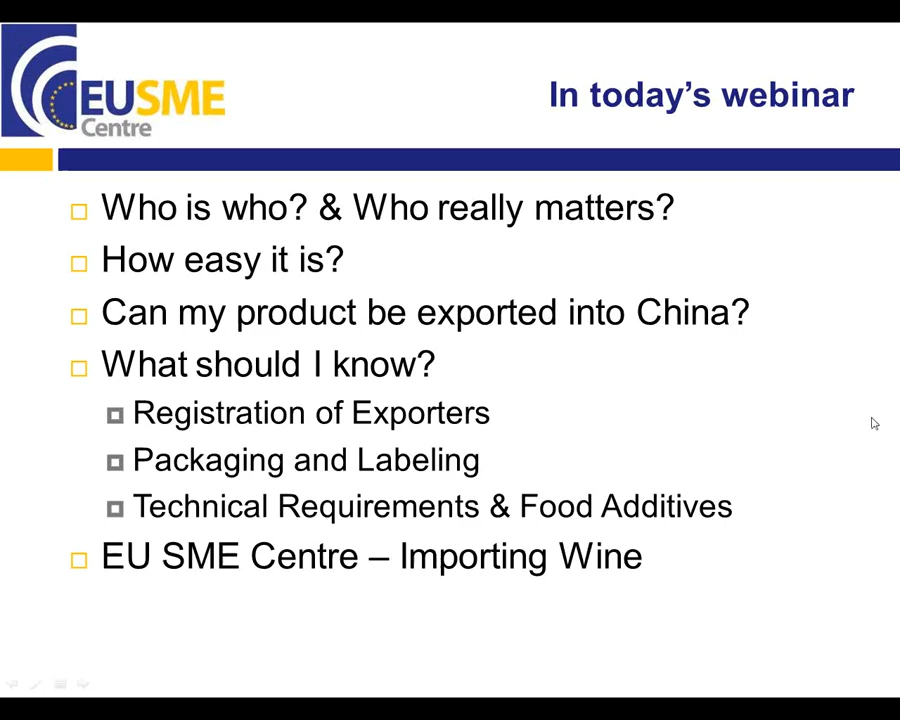 EUSME
Centre
In today's webinar
Who is who? & Who really matters?
How easy it is?
Can my product be exported into China?
What should I know?
Registration of Exporters
Packaging and Labeling
Technical Requirements & Food Additives
EU SME Centre – Importing Wine